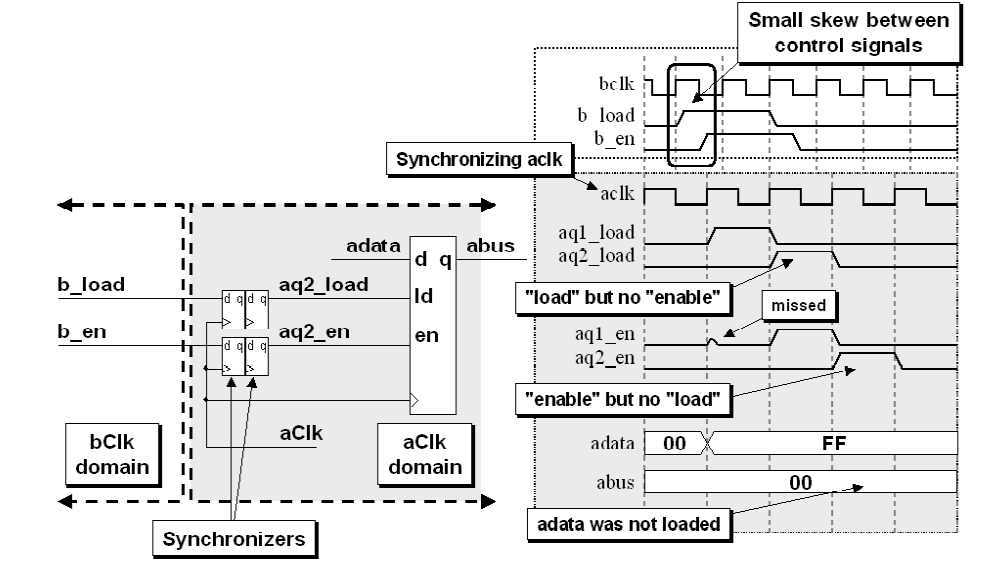 Small skew between
control signals
bclk
b_load
b_en
Synchronizing aclk
aclk
aq1_load
aq2_load
"load" but no "enable"
missed
aq1_en
aq2_en
"enable" but no "load"
adata 00 FF
abus 00
adata was not loaded
adata abus
d q
b_load d q d q aq2_load ld
b_en d q d q aq2_en en
aClk
bClk
domain
aClk
domain
Synchronizers